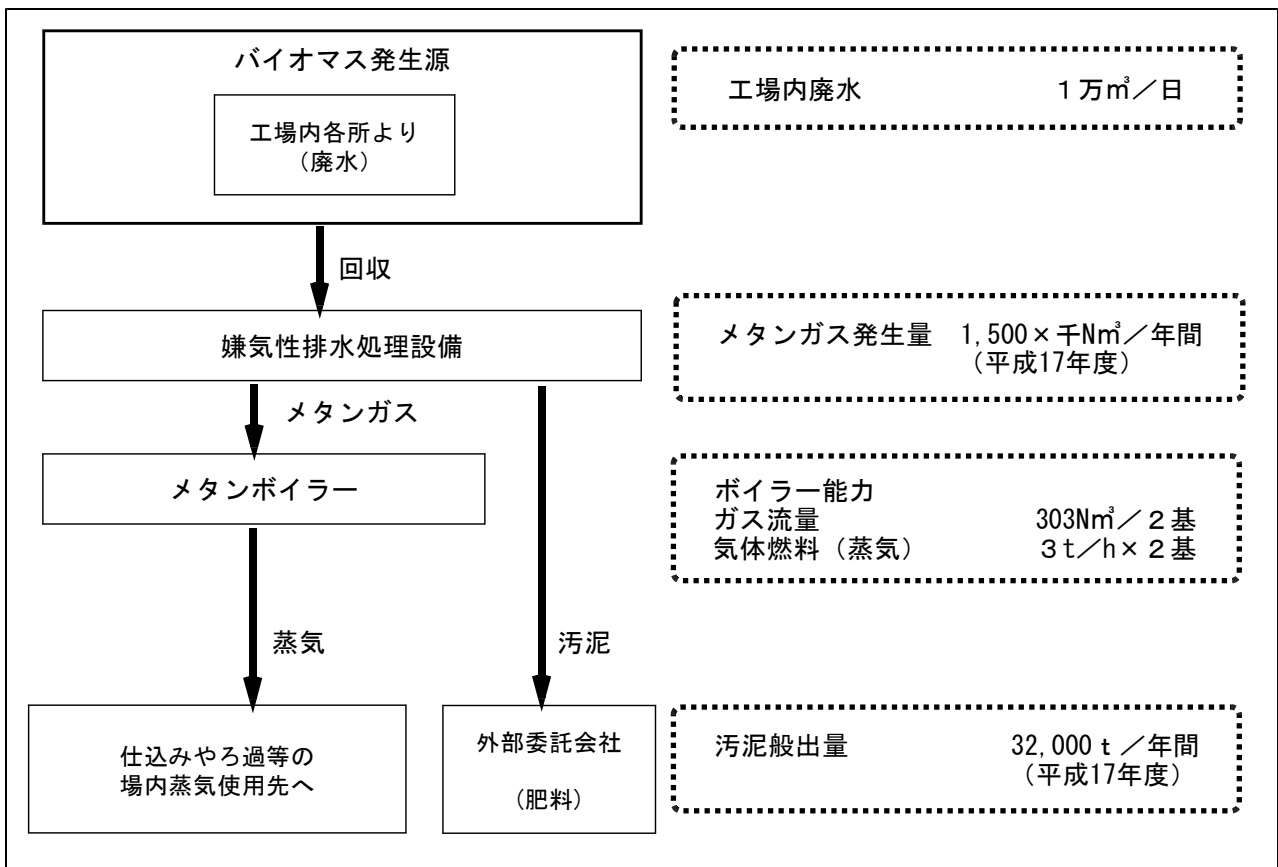 バイオマス発生源
工場内各所より
（廃水）
工場内廃水 １万㎥／日
回収
嫌気性排水処理設備
メタンガス発生量 1,500×千N㎥／年間
（平成17年度）
メタンガス
メタンボイラー
ボイラー能力
ガス流量 303N㎥／２基
気体燃料（蒸気） ３t／h×２基
蒸気
汚泥
仕込みやろ過等の
場内蒸気使用先へ
外部委託会社
（肥料）
汚泥般出量 32,000ｔ／年間
（平成17年度）